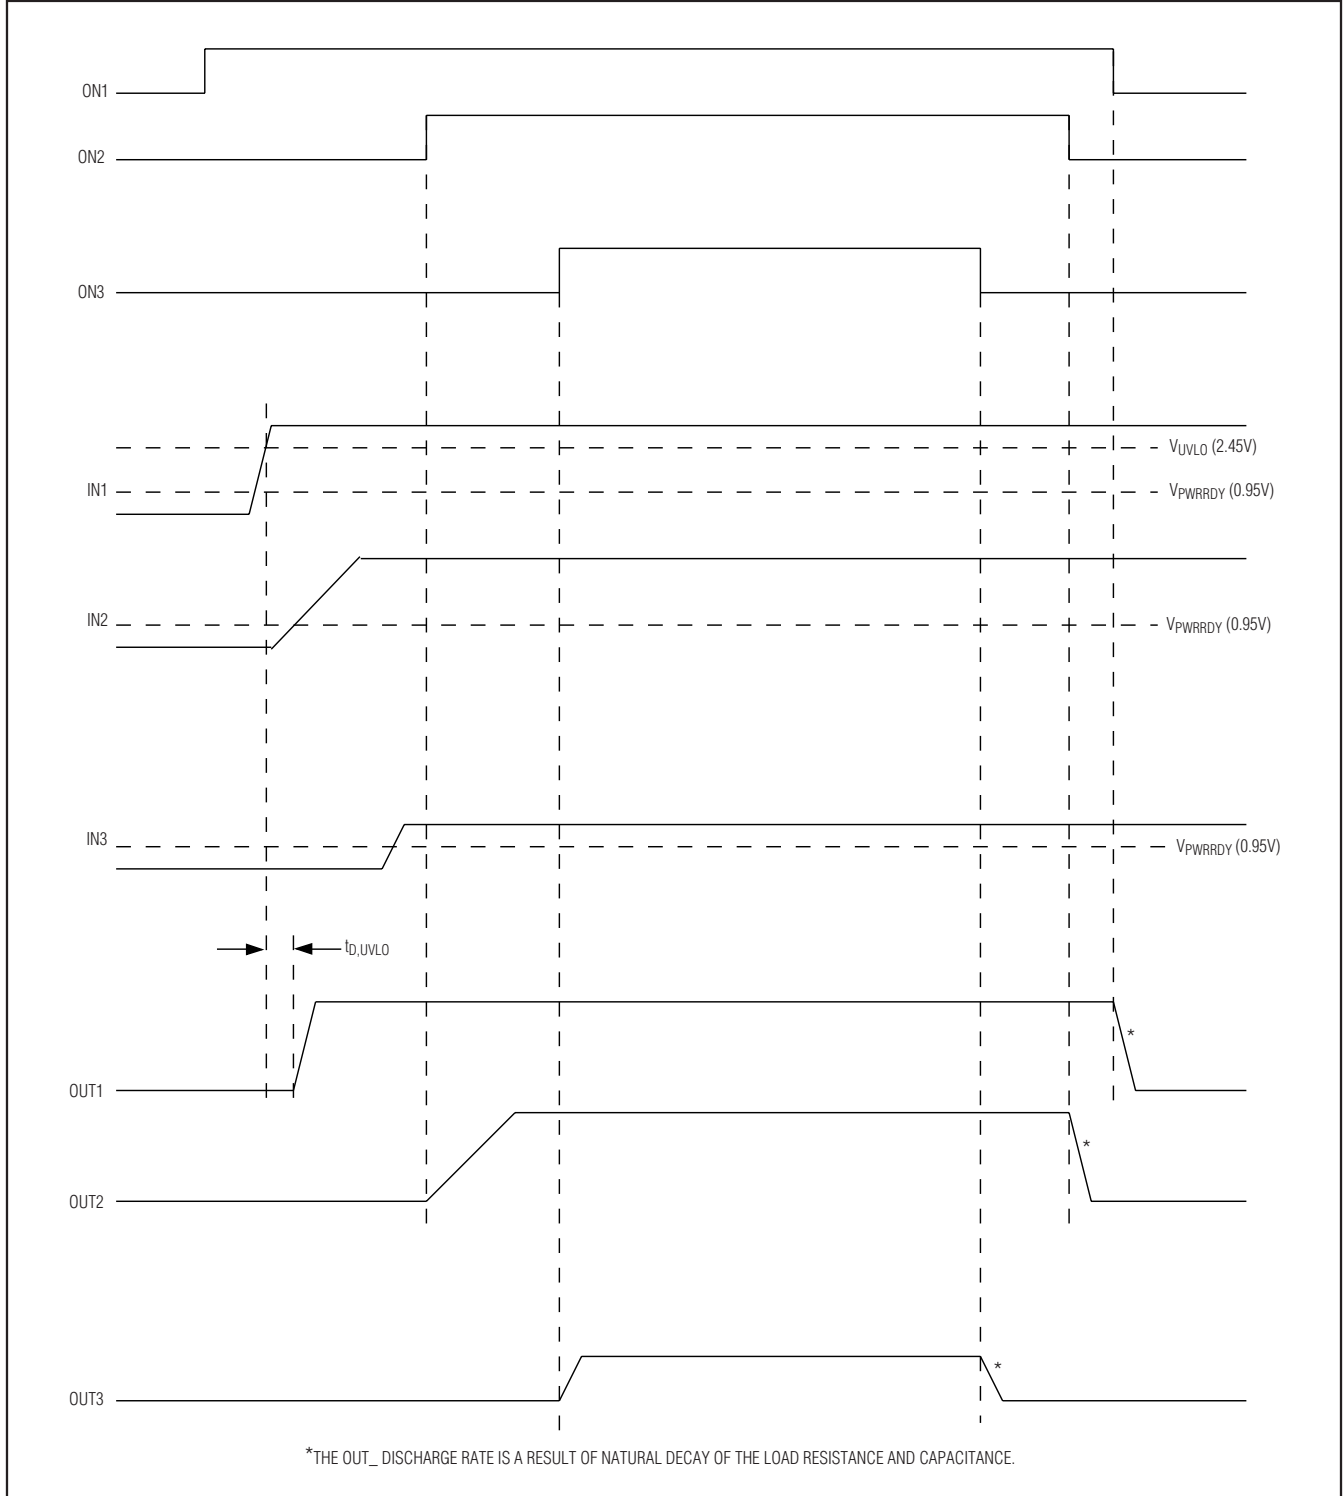 ON1
ON2
ON3
VUVLO (2.45V)
IN1
VPWRRDY (0.95V)
IN2
VPWRRDY (0.95V)
IN3
VPWRRDY (0.95V)
tD,UVLO
*
OUT1
*
OUT2
*
OUT3
*THE OUT_ DISCHARGE RATE IS A RESULT OF NATURAL DECAY OF THE LOAD RESISTANCE AND CAPACITANCE.